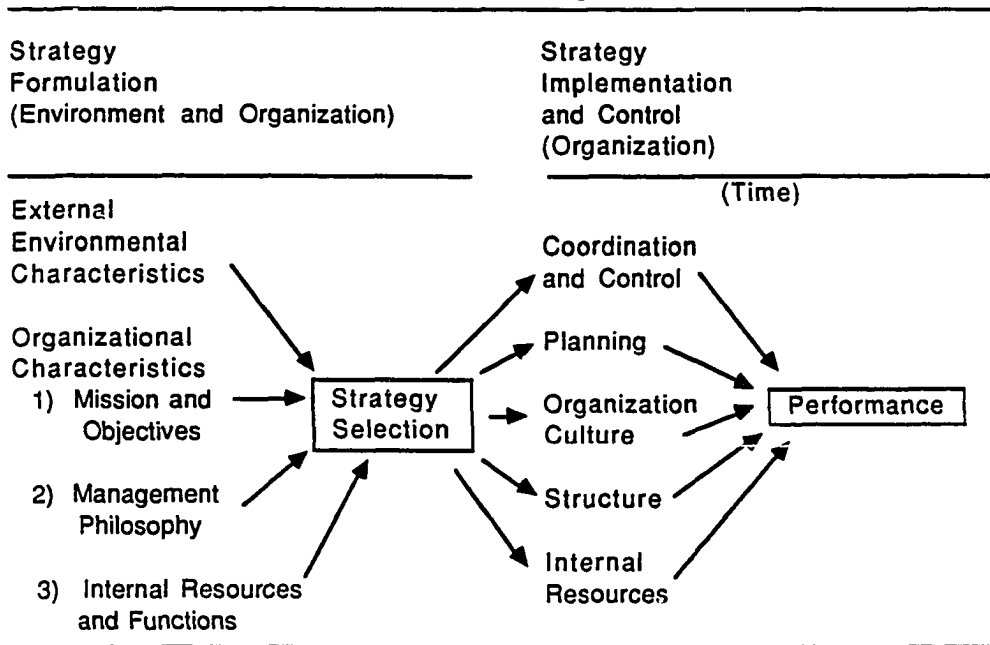 Strategy
Formulation
(Environment and Organization)
Strategy
Implementation
and Control
(Organization)
(Time)
External
Environmental
Characteristics
Organizational
Characteristics
1) Mission and
Objectives
2) Management
Philosophy
3) Internal Resources
and Functions
Strategy
Selection
Coordination
and Control
Planning
Organization
Culture
Structure
Internal
Resources
Performance